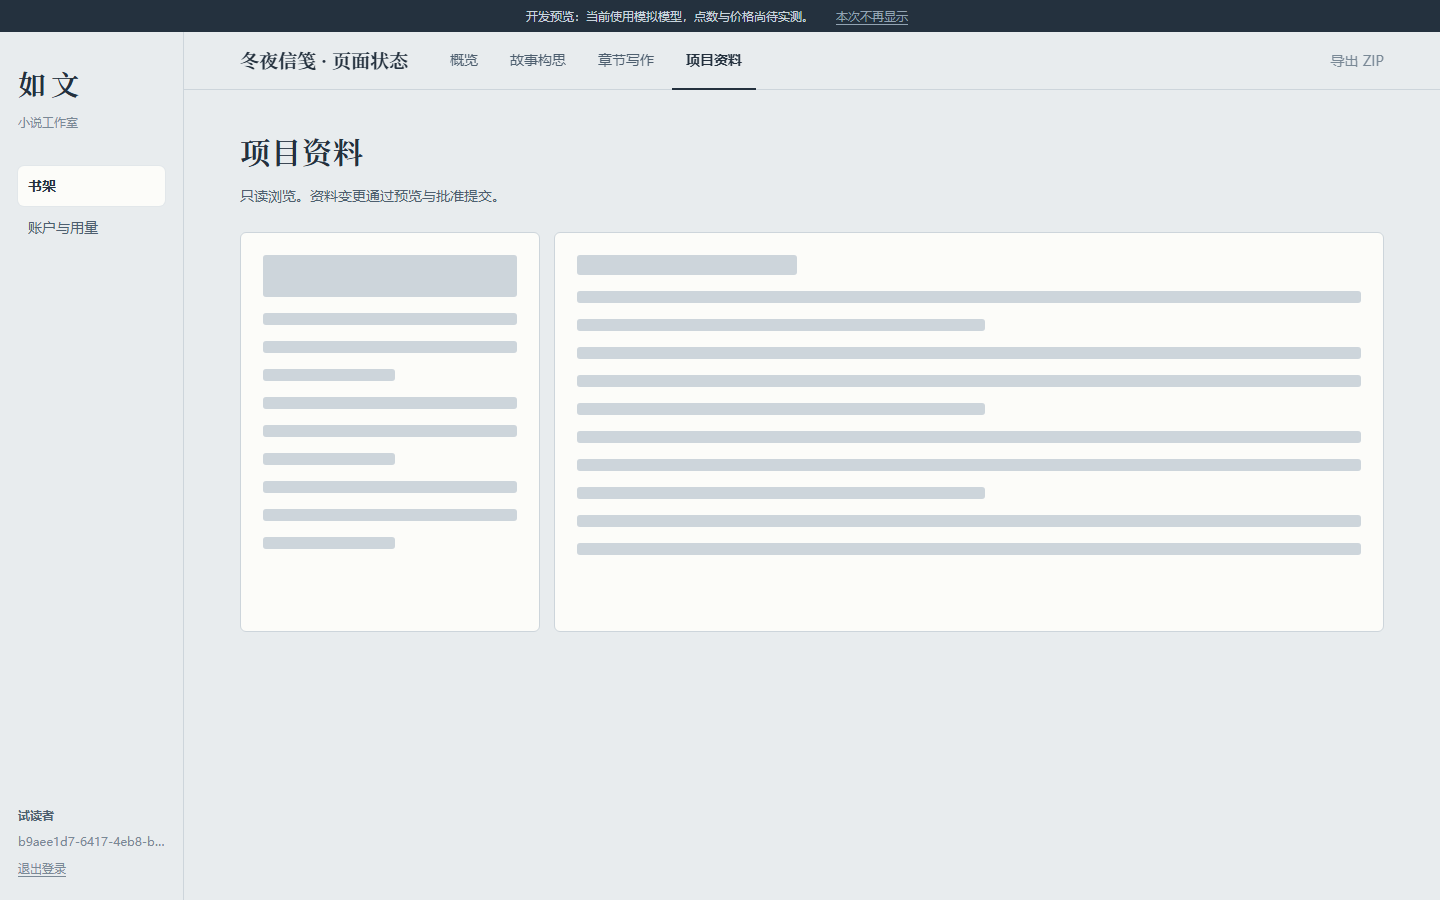 开发预览：当前使用模拟模型，点数与价格尚待实测。 本次不再显示
如文
小说工作室
书架
账户与用量
试读者
b9aee1d7-6417-4eb8-b...
退出登录
冬夜信笺 · 页面状态 概览 故事构思 章节写作 项目资料 导出 ZIP
项目资料
只读浏览。资料变更通过预览与批准提交。